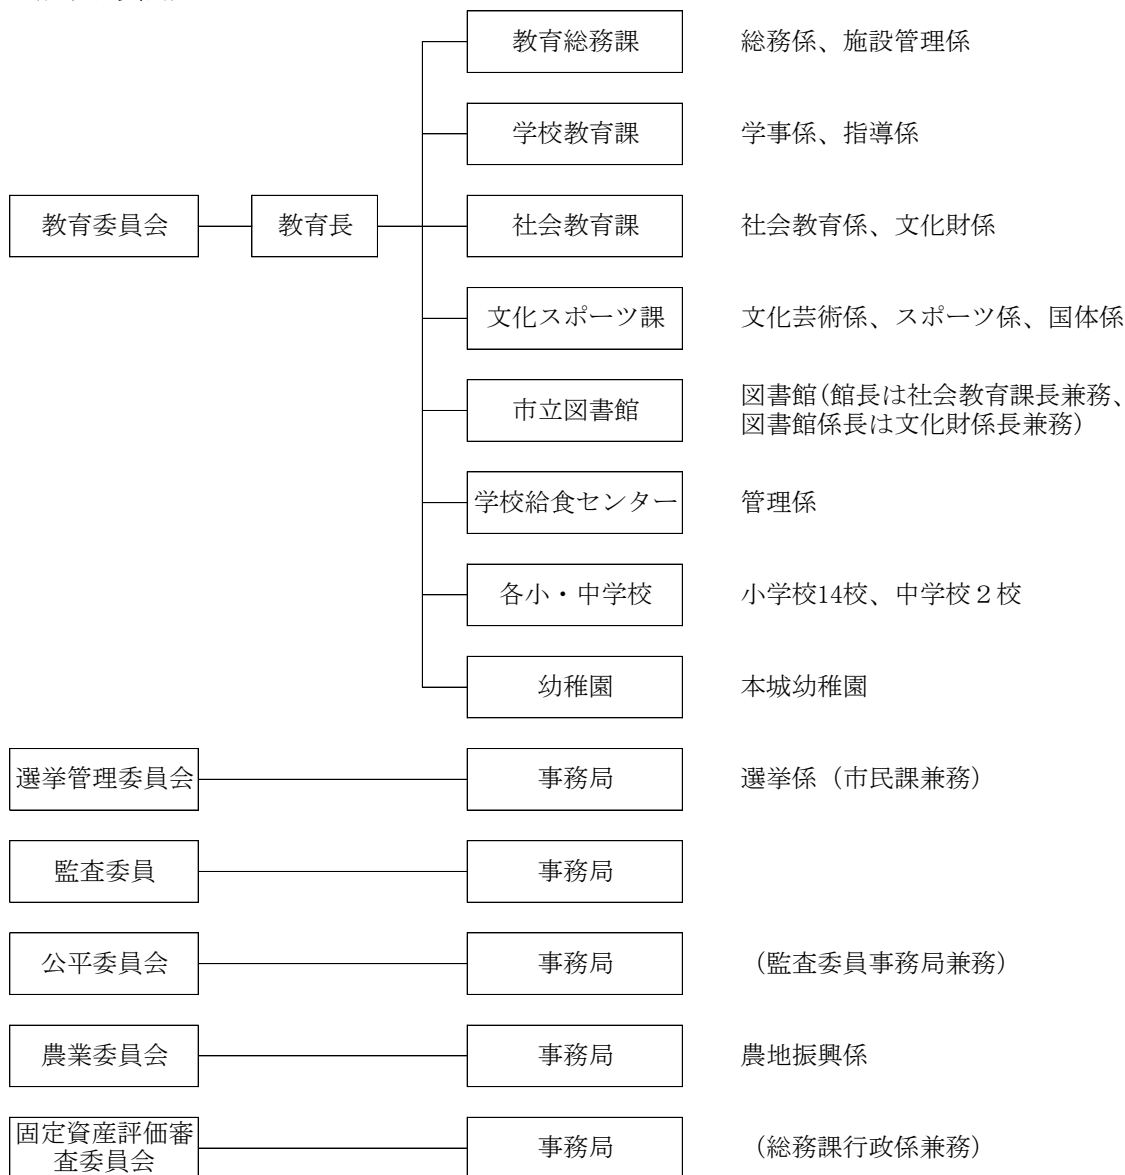 教育総務課 総務係、施設管理係
学校教育課 学事係、指導係
教育委員会 教育長 社会教育課 社会教育係、文化財係
文化スポーツ課 文化芸術係、スポーツ係、国体係
市立図書館 図書館(館長は社会教育課長兼務、
図書館係長は文化財係長兼務)
学校給食センター 管理係
各小・中学校 小学校14校、中学校２校
幼稚園 本城幼稚園
選挙管理委員会 事務局 選挙係（市民課兼務）
監査委員 事務局
公平委員会 事務局 （監査委員事務局兼務）
農業委員会 事務局 農地振興係
固定資産評価審
査委員会 事務局 （総務課行政係兼務）